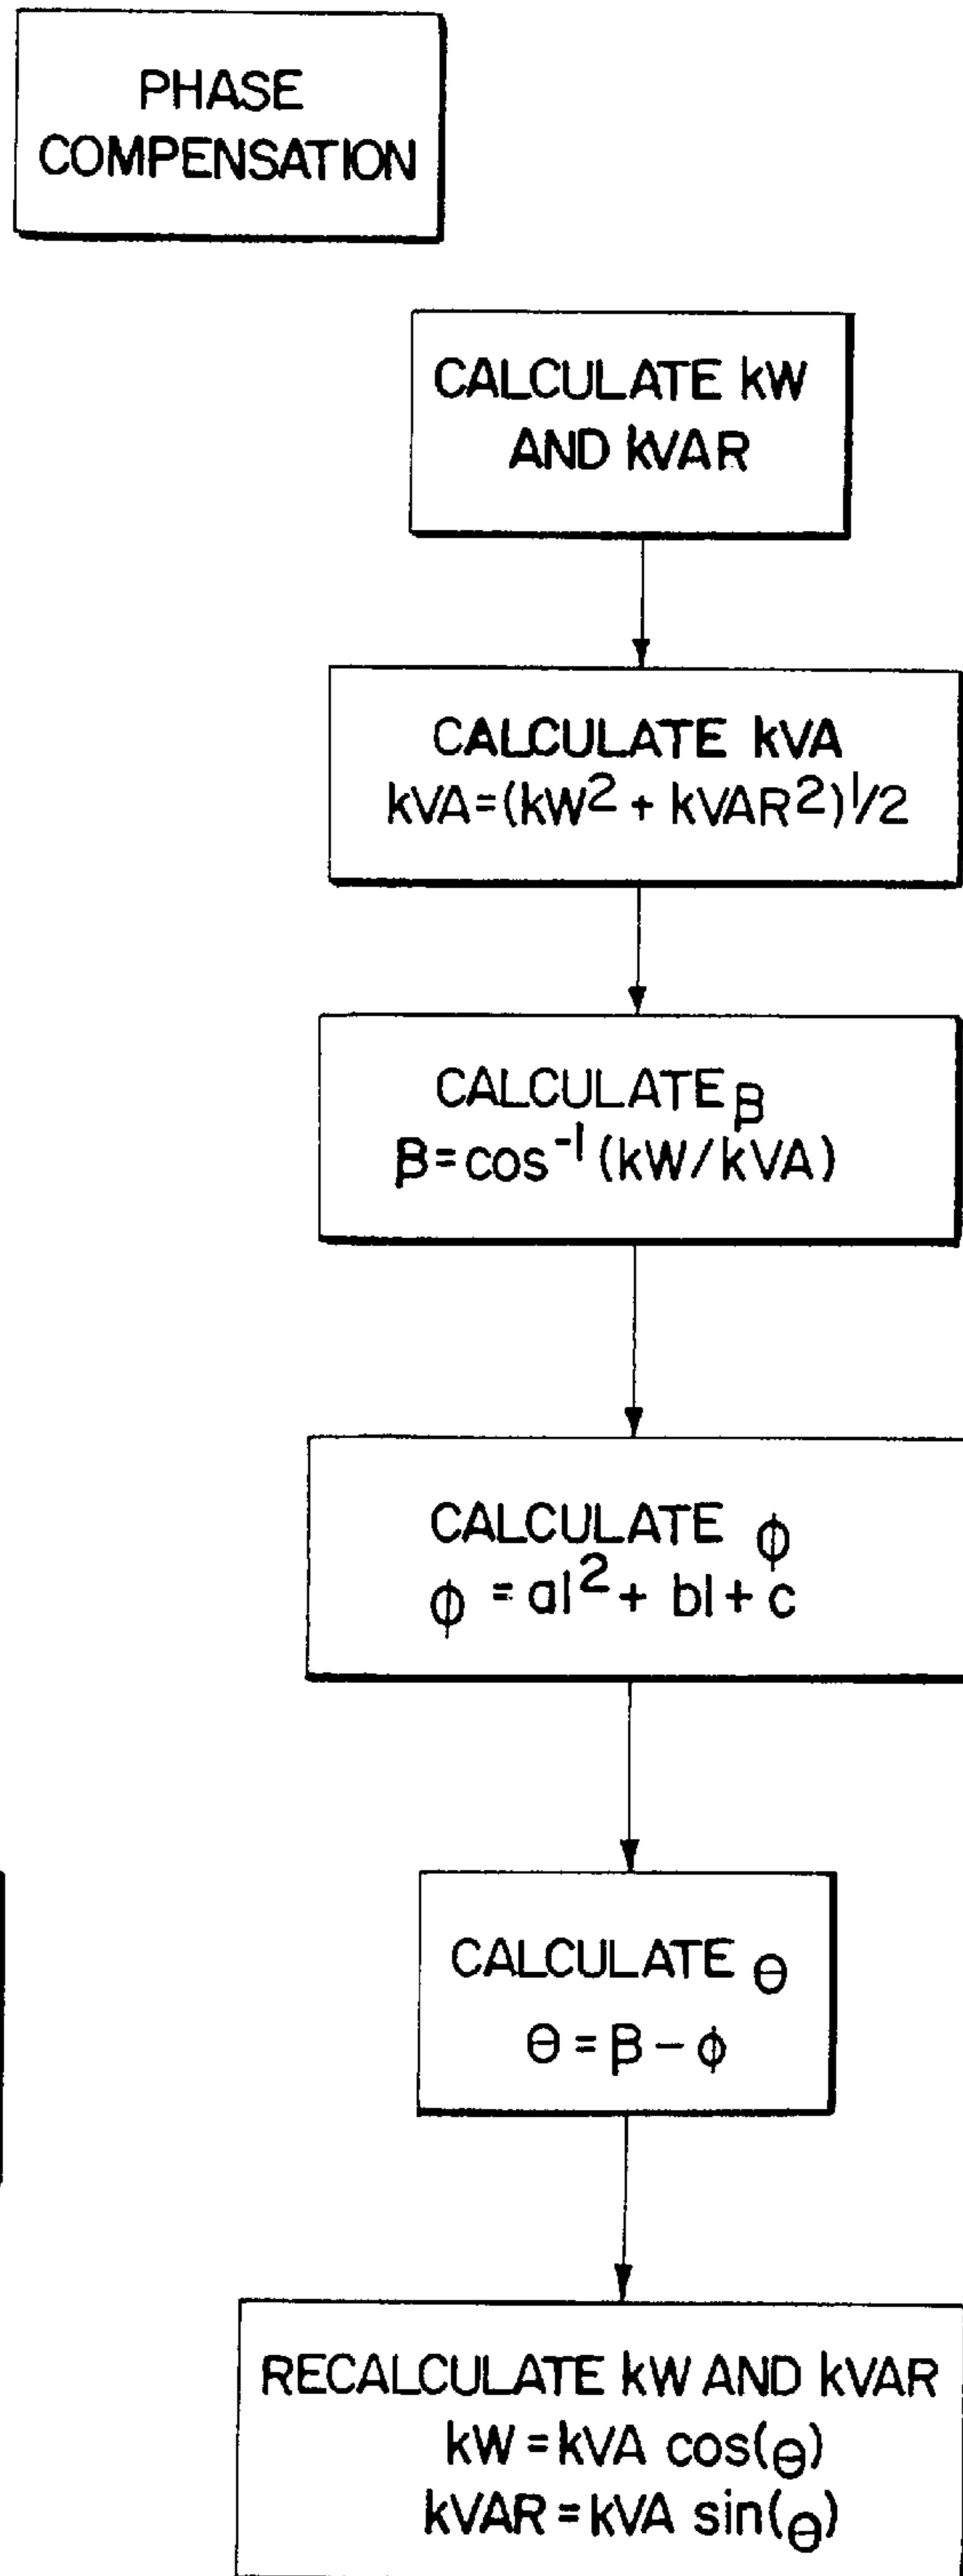 PHASE
COMPENSATION
CALCULATE kW
AND kVAR
CALCULATE kVA
kVA=(kW²+kVAR²)^1/2
CALCULATE β
β=cos⁻¹(kW/kVA)
CALCULATE ϕ
ϕ = aI²+ bI+c
CALCULATE θ
θ=β-ϕ
RECALCULATE kW AND kVAR
kW=kVA cos(θ)
kVAR=kVA sin(θ)